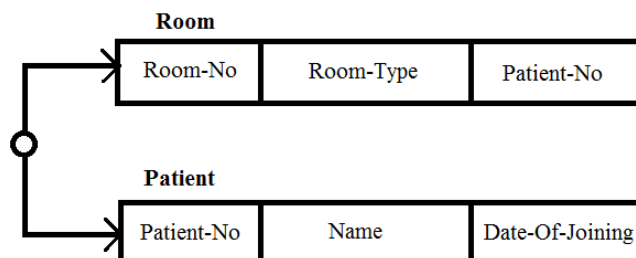 Room
Room-No Room-Type Patient-No
Patient
Patient-No Name Date-Of-Joining